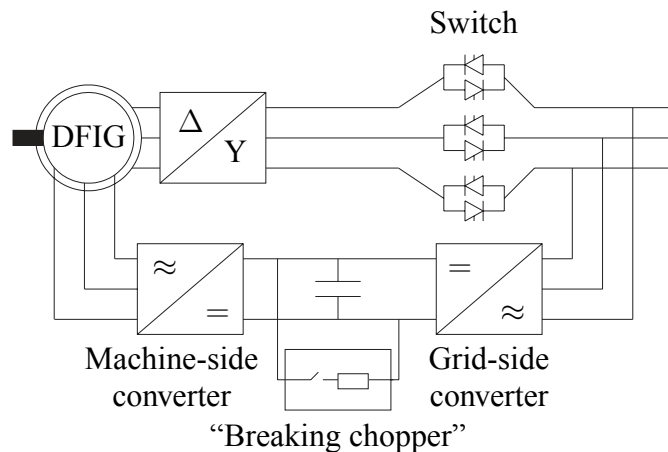 Switch
DFIG
Δ
Y
≈
=
=
≈
Machine-side
converter
Grid-side
converter
“Breaking chopper”